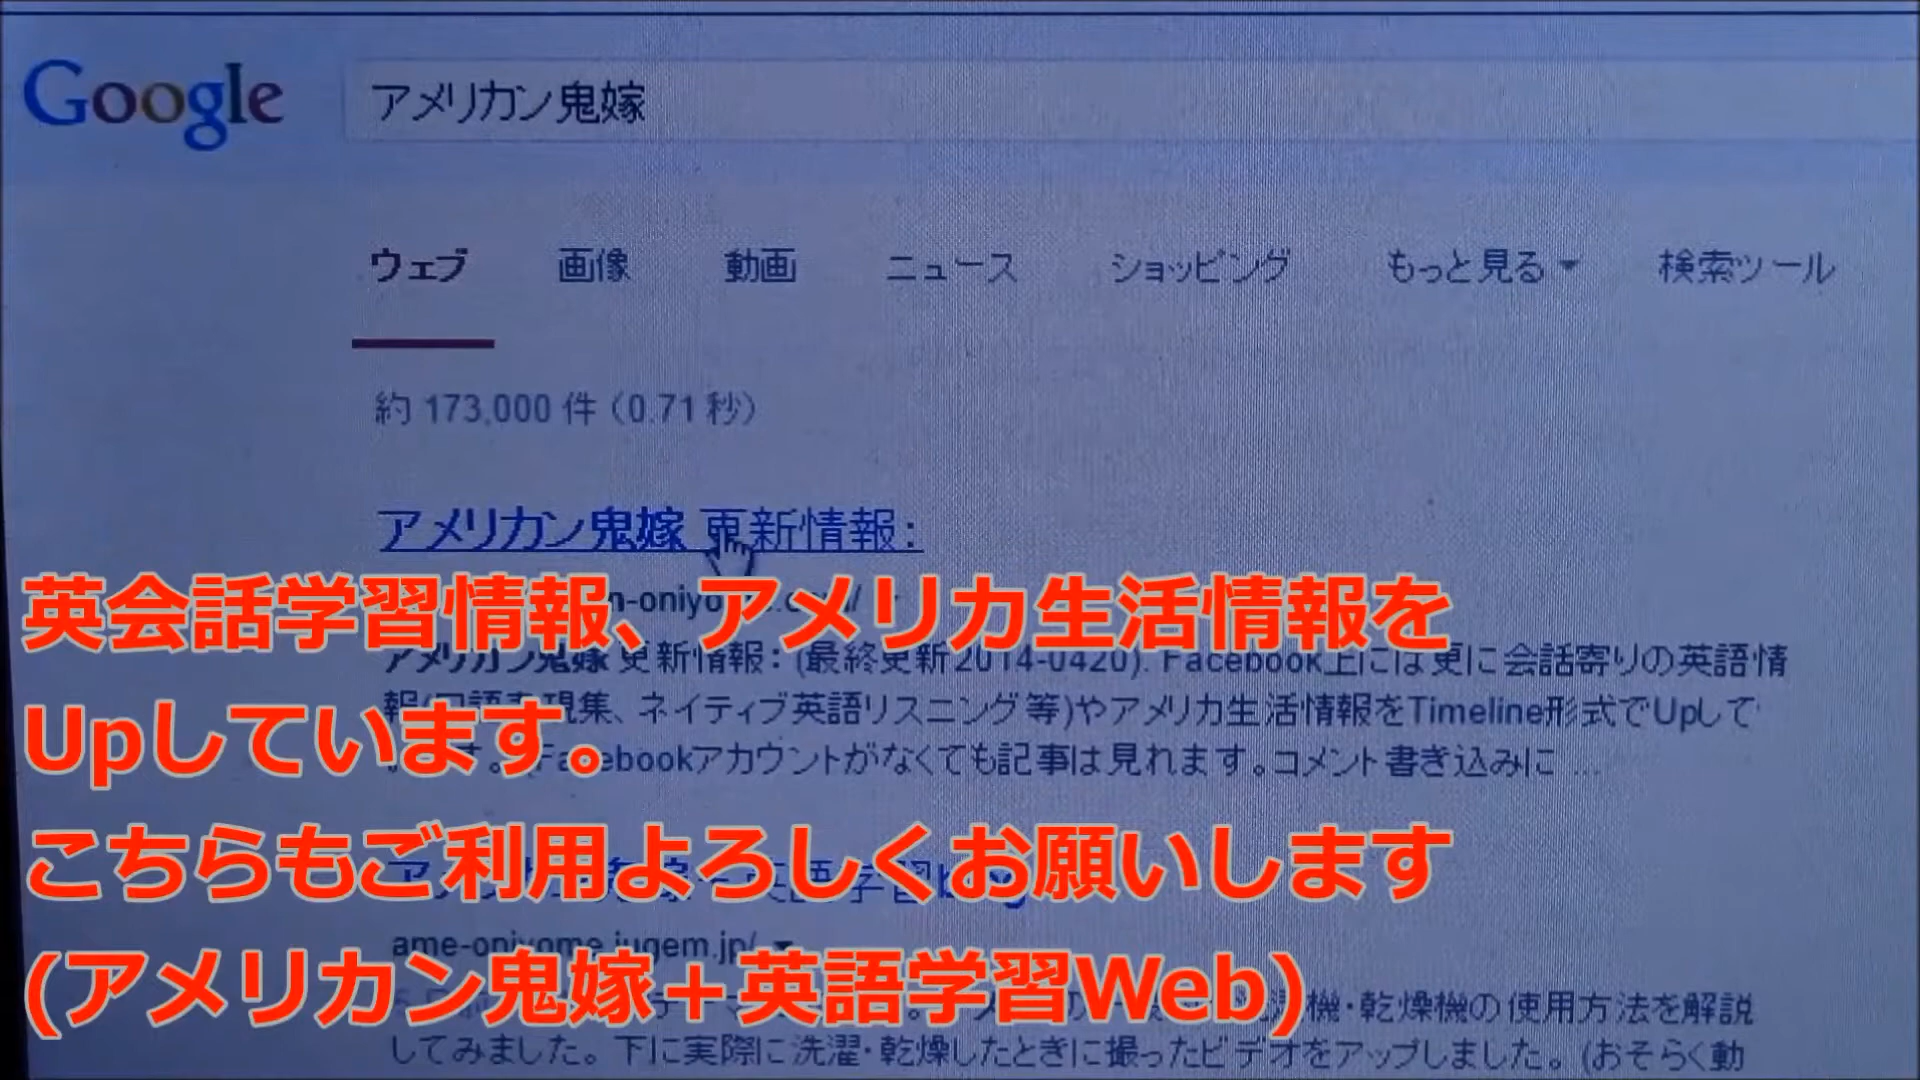 Google
アメリカン鬼嫁
ウェブ 画像 動画 ニュース ショッピング もっと見る 検索ツール
約 173,000 件 (0.71 秒)
アメリカン鬼嫁 更新情報:
英会話学習情報、アメリカ生活情報を
アメリカン鬼嫁 更新情報: (最終更新 2014-0420). Facebook上には更に会話寄りの英語情
現集、ネイティブ英語リスニング等)やアメリカ生活情報をTimeline形式でUpして
Upしています。
Facebookアカウントがなくても記事は見れます。コメント書き込みに ...
こちらもご利用よろしくお願いします
ame-oniyome.jugem.jp/
(アメリカン鬼嫁＋英語学習Web)
機・乾燥機の使用方法を解説
してみました。下に実際に洗濯・乾燥したときに撮ったビデオをアップしました。(おそらく動